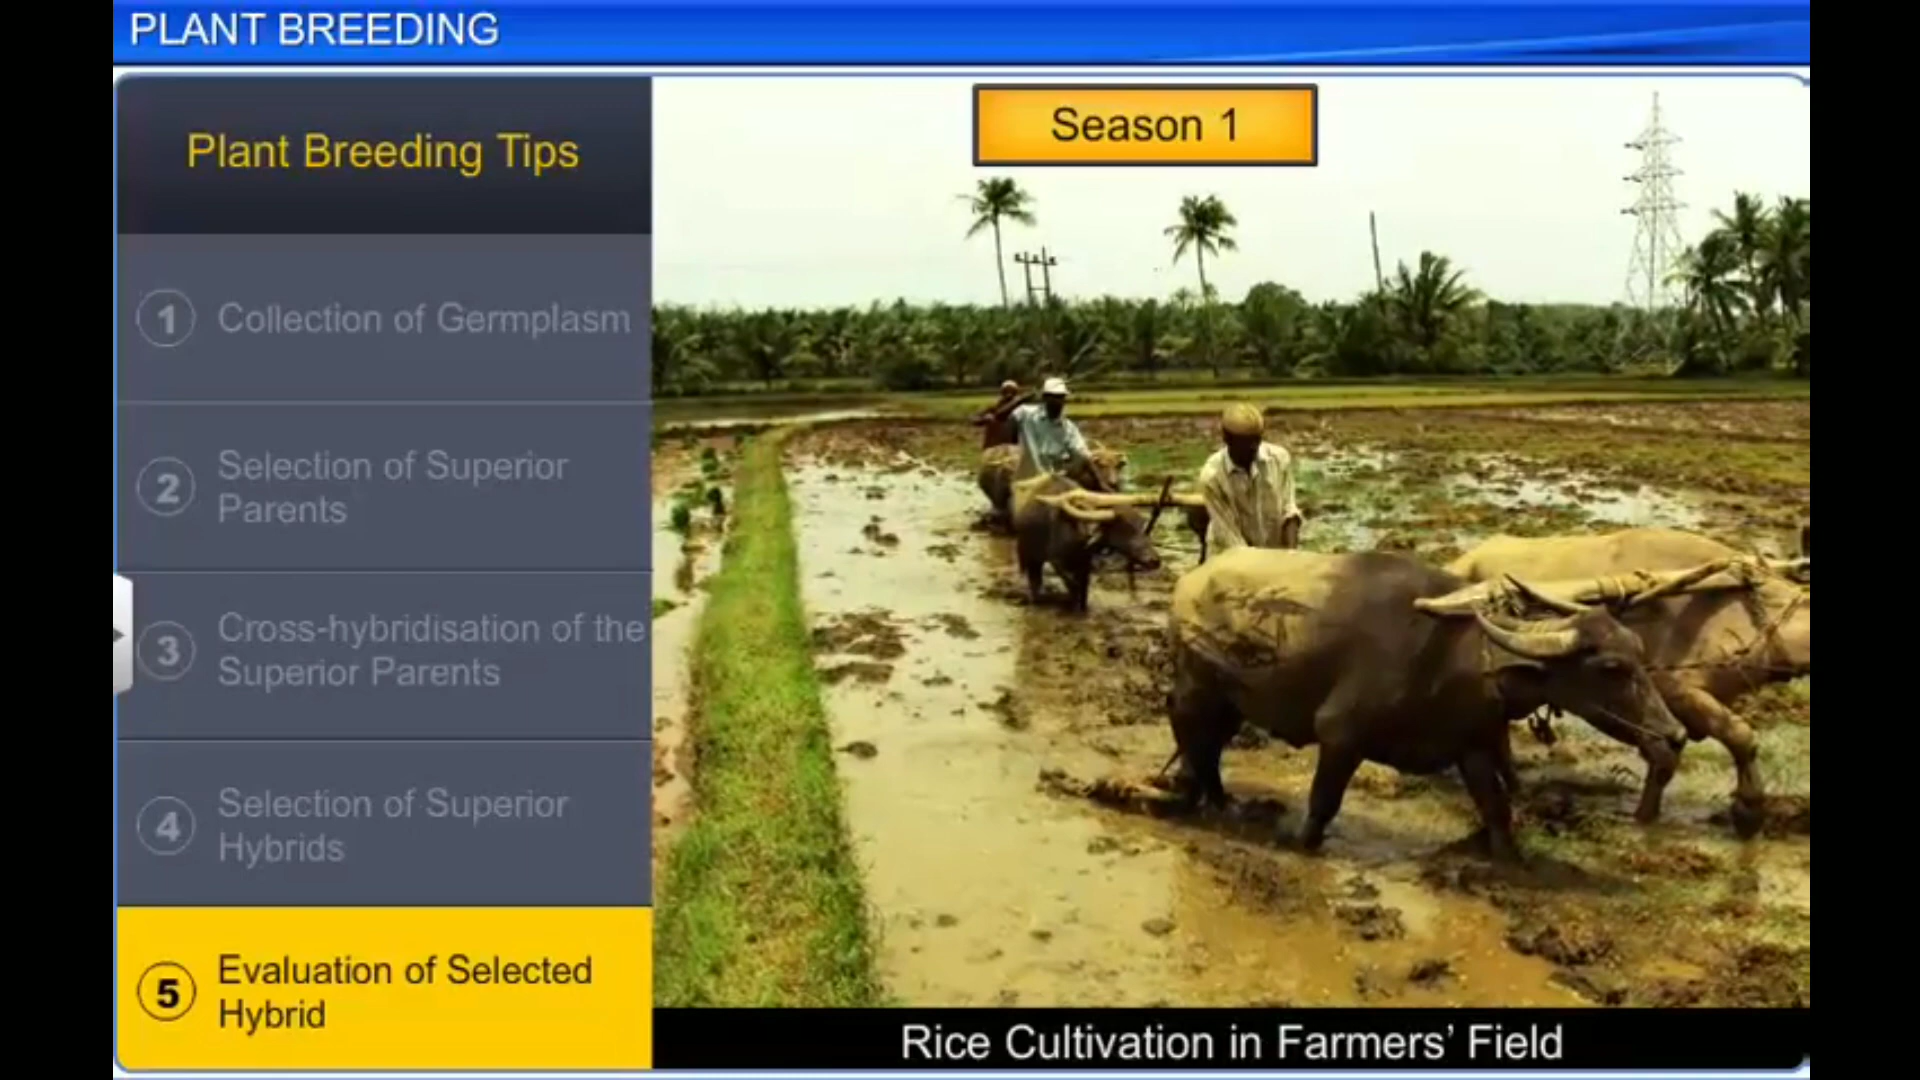 PLANT BREEDING
Plant Breeding Tips
1 Collection of Germplasm
2 Selection of Superior
Parents
3 Cross-hybridisation of the
Superior Parents
4 Selection of Superior
Hybrids
5 Evaluation of Selected
Hybrid
Season 1
Rice Cultivation in Farmers’ Field